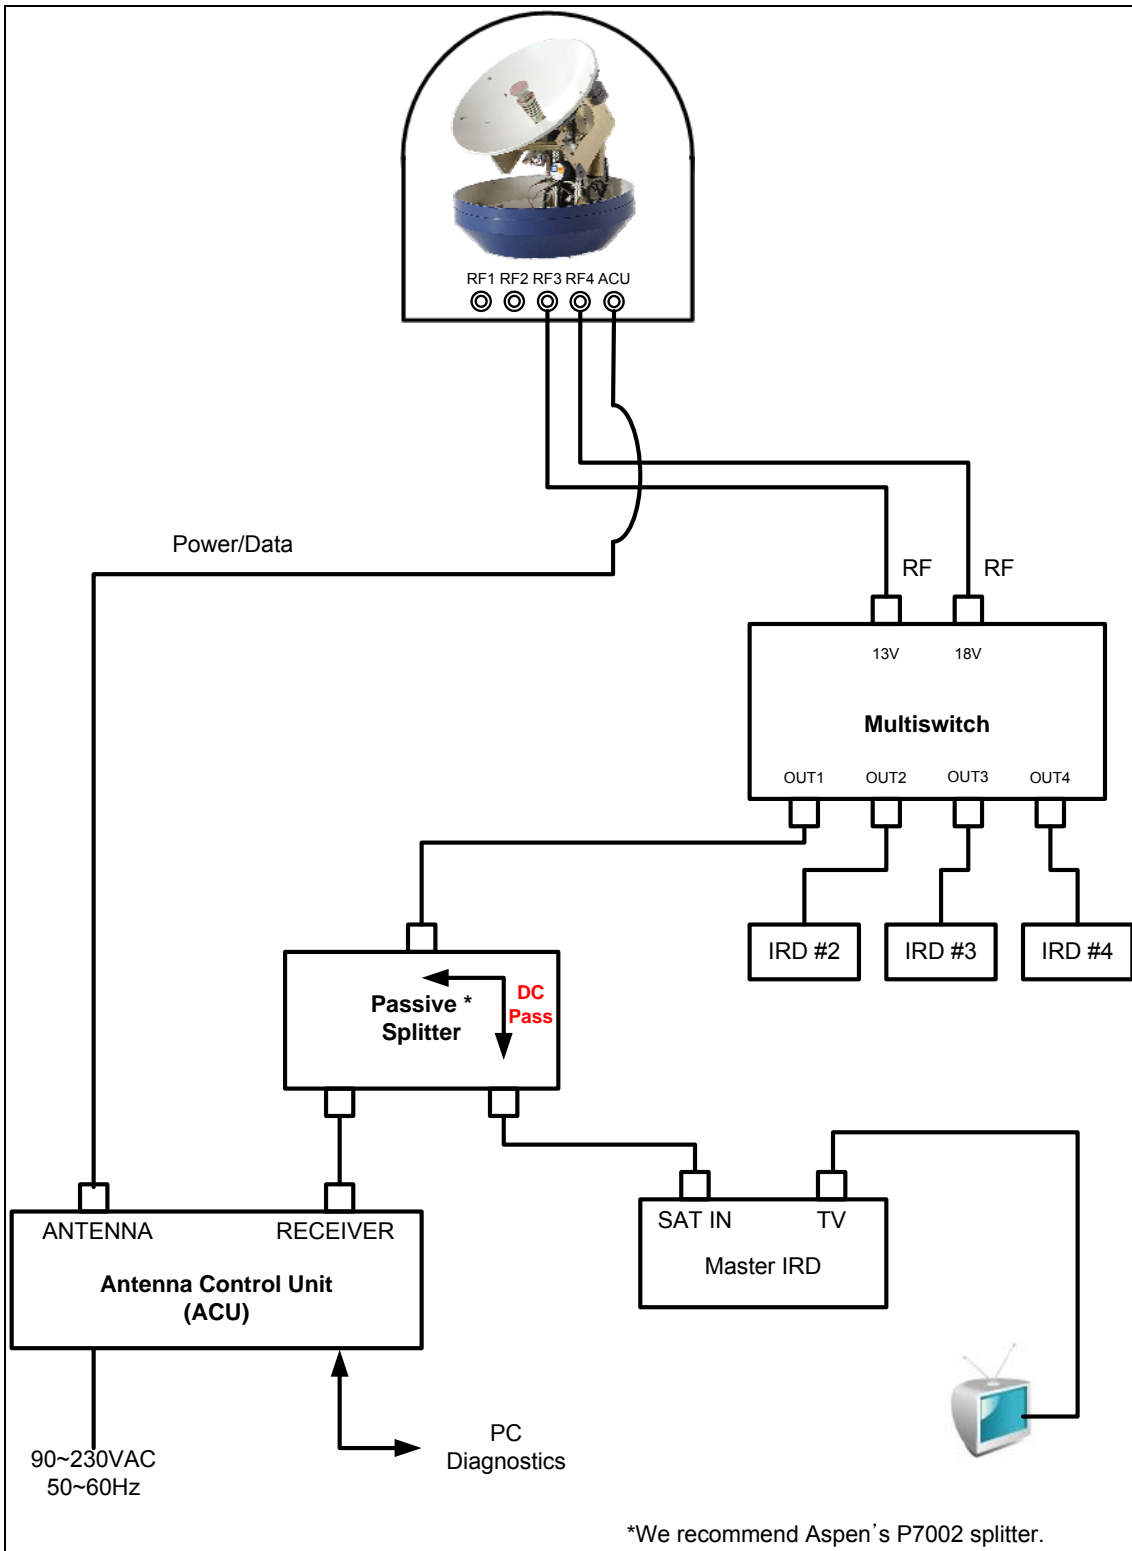 RF1 RF2 RF3 RF4 ACU
Power/Data
RF RF
13V 18V
Multiswitch
OUT1 OUT2 OUT3 OUT4
IRD #2 IRD #3 IRD #4
Passive *
Splitter
DC
Pass
ANTENNA RECEIVER
Antenna Control Unit
(ACU)
SAT IN TV
Master IRD
90~230VAC
50~60Hz
PC
Diagnostics
*We recommend Aspen’s P7002 splitter.